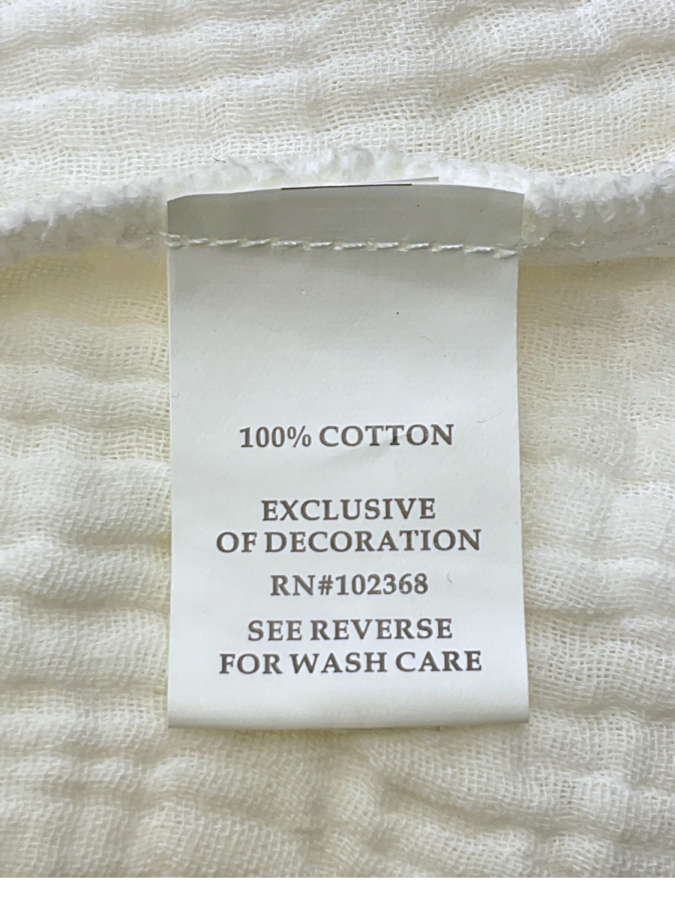 100% COTTON
EXCLUSIVE
OF DECORATION
RN#102368
SEE REVERSE
FOR WASH CARE